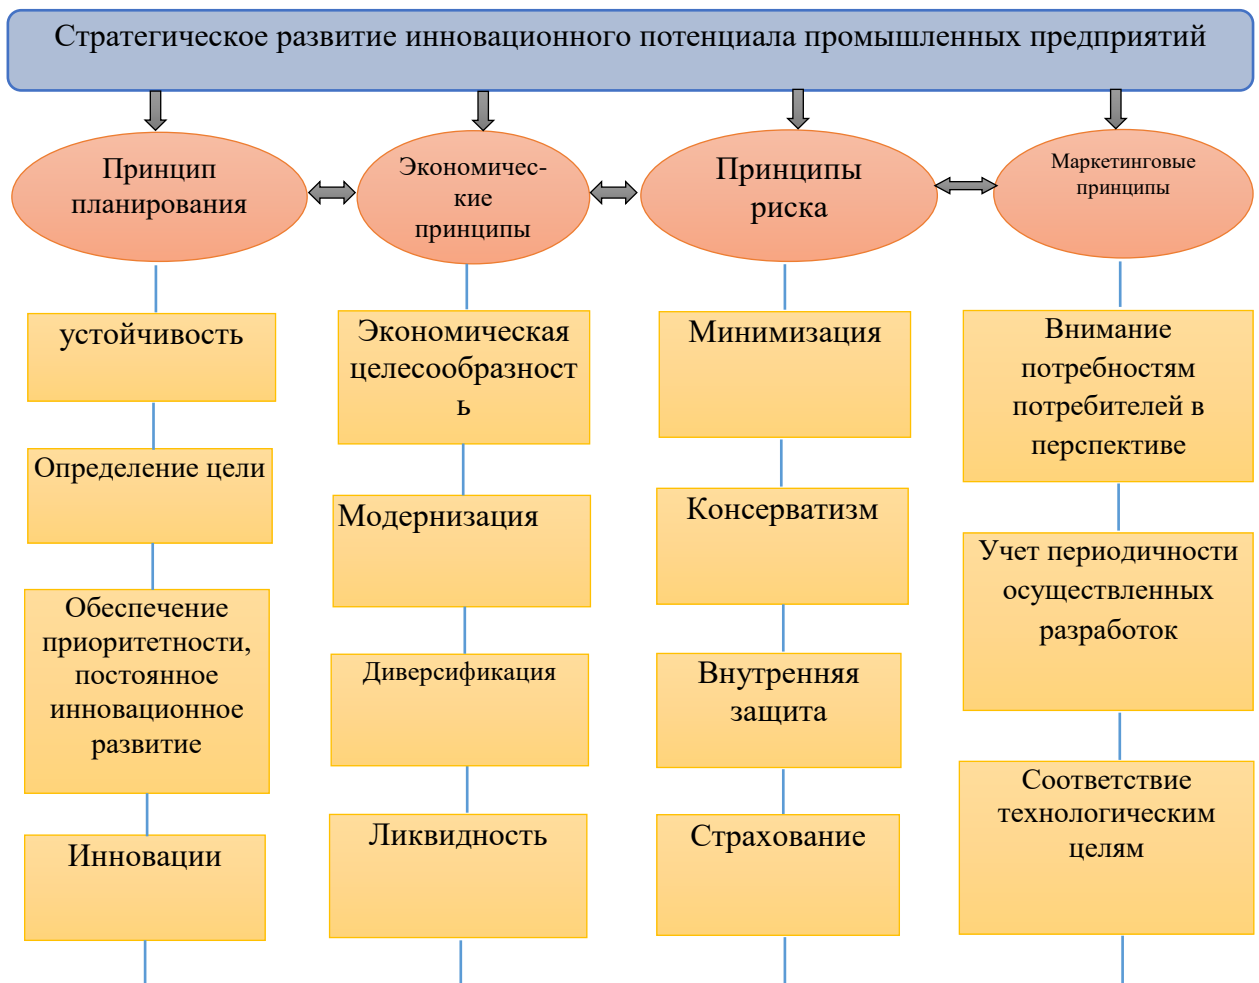 Стратегическое развитие инновационного потенциала промышленных предприятий
Принцип
планирования
Экономичес-
кие
принципы
Принципы
риска
Маркетинговые
принципы
устойчивость
Определение цели
Обеспечение
приоритетности,
постоянное
инновационное
развитие
Инновации
Экономическая
целесообразност
ь
Модернизация
Диверсификация
Ликвидность
Минимизация
Консерватизм
Внутренняя
защита
Страхование
Внимание
потребностям
потребителей в
перспективе
Учет периодичности
осуществленных
разработок
Соответствие
технологическим
целям